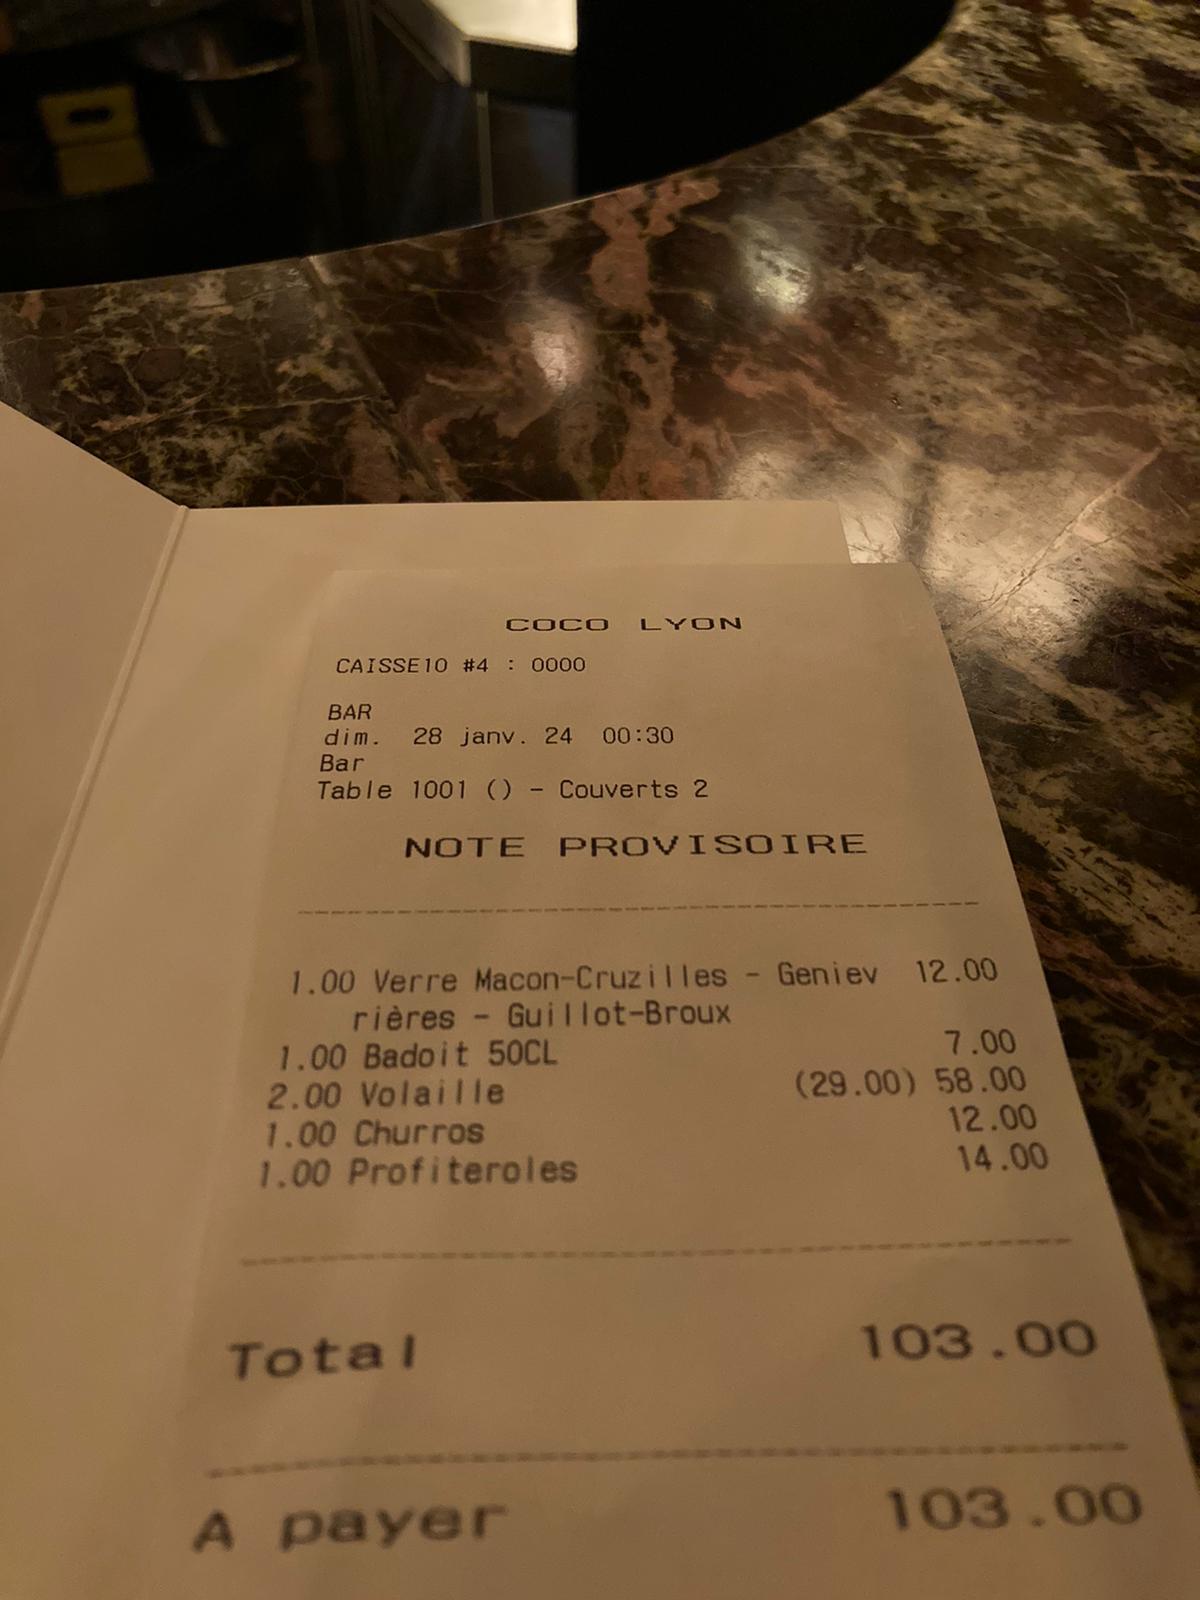 COCO LYON
CAISSE10 #4 : 0000
BAR
dim. 28 janv. 24 00:30
Bar
Table 1001 () - Couverts 2
NOTE PROVISOIRE
1.00 Verre Macon-Cruzilles - Geniev 12.00
rières - Guillot-Broux
1.00 Badoit 50CL 7.00
2.00 Volaille (29.00) 58.00
1.00 Churros 12.00
1.00 Profiteroles 14.00
Total 103.00
A payer 103.00